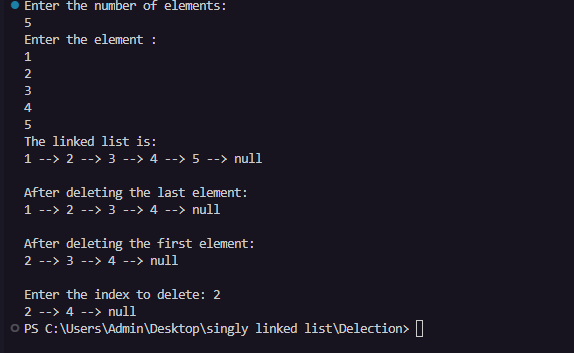 Enter the number of elements:
5
Enter the element :
1
2
3
4
5
The linked list is:
1 --> 2 --> 3 --> 4 --> 5 --> null
After deleting the last element:
1 --> 2 --> 3 --> 4 --> null
After deleting the first element:
2 --> 3 --> 4 --> null
Enter the index to delete: 2
2 --> 4 --> null
PS C:\Users\Admin\Desktop\singly linked list\Delection>